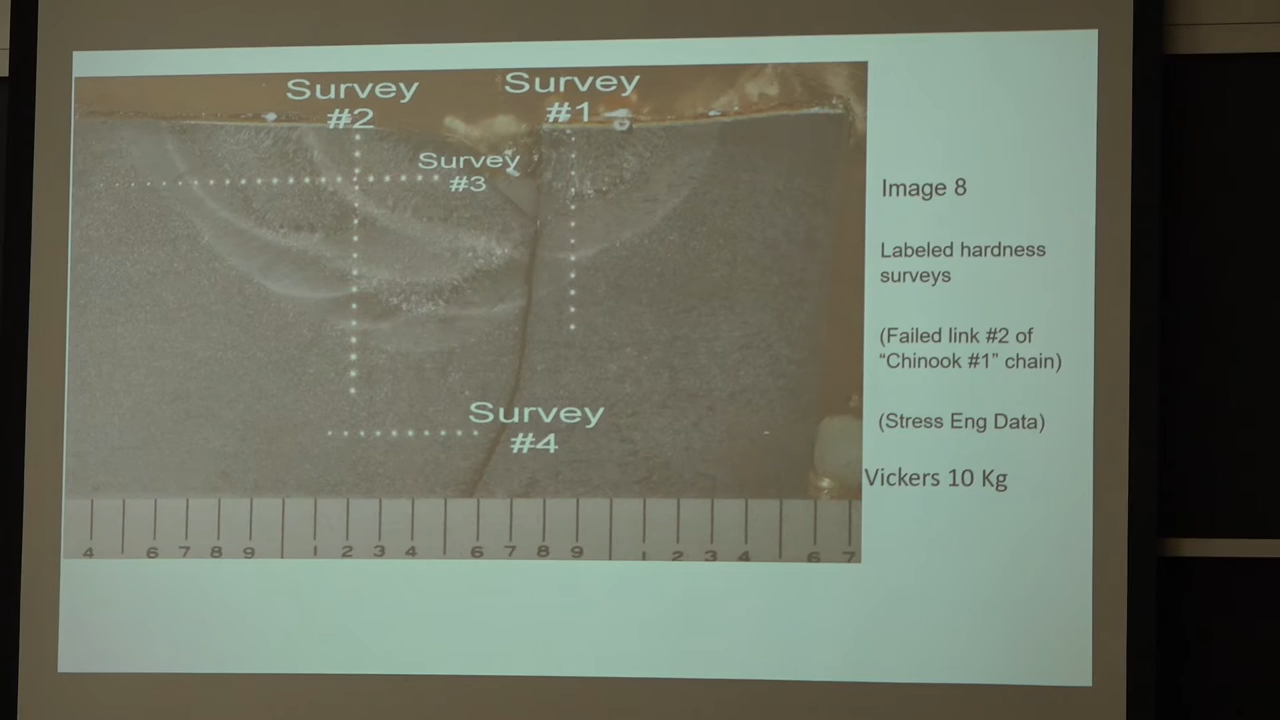 Survey
#2
Survey
#1
Survey
#3
Survey
#4
4 6 7 8 9 1 2 3 4 6 7 8 9 1 2 3 4 6 7
Image 8
Labeled hardness
surveys
(Failed link #2 of
“Chinook #1” chain)
(Stress Eng Data)
Vickers 10 Kg